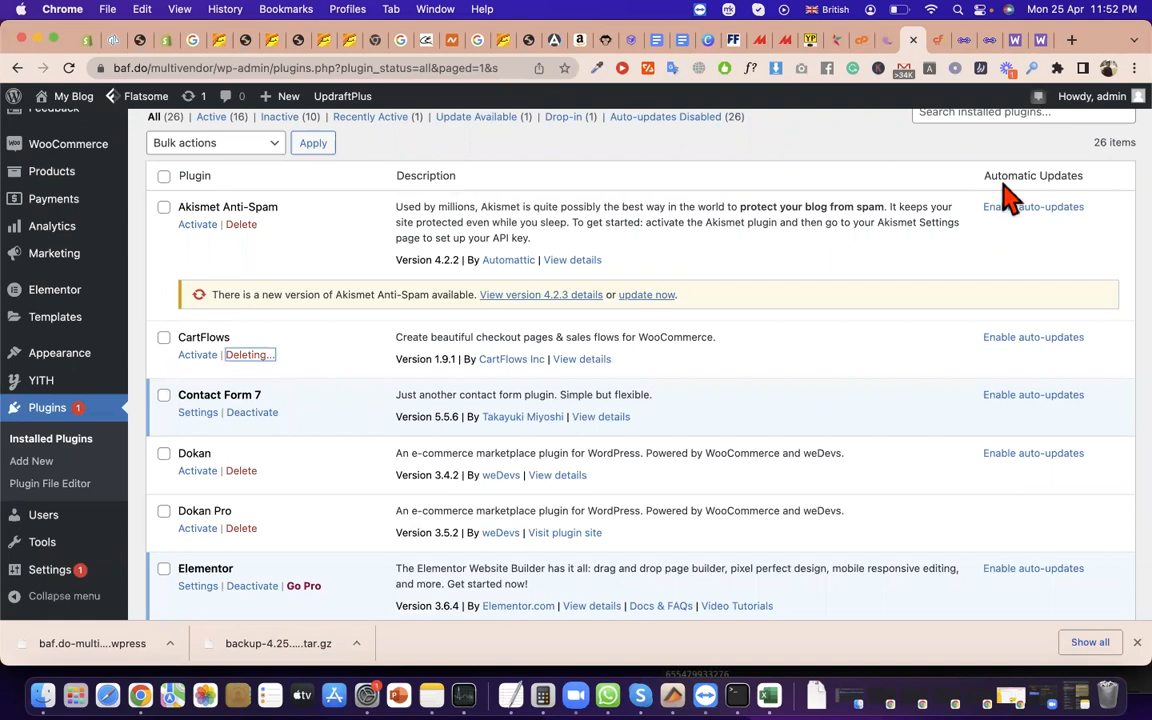 Chrome File Edit View History Bookmarks Profiles Tab Window Help British Mon 25 Apr 11:52 PM
baf.do/multivendor/wp-admin/plugins.php?plugin_status=all&paged=1&s
My Blog Flatsome 1 0 New UpdraftPlus Howdy, admin
Feedback
WooCommerce
Products
Payments
Analytics
Marketing
Elementor
Templates
Appearance
YITH
Plugins 1
Installed Plugins
Add New
Plugin File Editor
Users
Tools
Settings 1
Collapse menu
All (26) | Active (16) | Inactive (10) | Recently Active (1) | Update Available (1) | Drop-in (1) | Auto-updates Disabled (26)
Search installed plugins...
Bulk actions Apply 26 items
Plugin Description Automatic Updates
Akismet Anti-Spam Used by millions, Akismet is quite possibly the best way in the world to protect your blog from spam. It keeps your Enable auto-updates
Activate | Delete site protected even while you sleep. To get started: activate the Akismet plugin and then go to your Akismet Settings
page to set up your API key.
Version 4.2.2 | By Automattic | View details
There is a new version of Akismet Anti-Spam available. View version 4.2.3 details or update now.
CartFlows Create beautiful checkout pages & sales flows for WooCommerce. Enable auto-updates
Activate | Deleting... Version 1.9.1 | By CartFlows Inc | View details
Contact Form 7 Just another contact form plugin. Simple but flexible. Enable auto-updates
Settings | Deactivate Version 5.5.6 | By Takayuki Miyoshi | View details
Dokan An e-commerce marketplace plugin for WordPress. Powered by WooCommerce and weDevs. Enable auto-updates
Activate | Delete Version 3.4.2 | By weDevs | View details
Dokan Pro An e-commerce marketplace plugin for WordPress. Powered by WooCommerce and weDevs.
Activate | Delete Version 3.5.2 | By weDevs | Visit plugin site
Elementor The Elementor Website Builder has it all: drag and drop page builder, pixel perfect design, mobile responsive editing, Enable auto-updates
Settings | Deactivate | Go Pro and more. Get started now!
Version 3.6.4 | By Elementor.com | View details | Docs & FAQs | Video Tutorials
baf.do-multi....wpress backup-4.25.....tar.gz Show all
655479933276